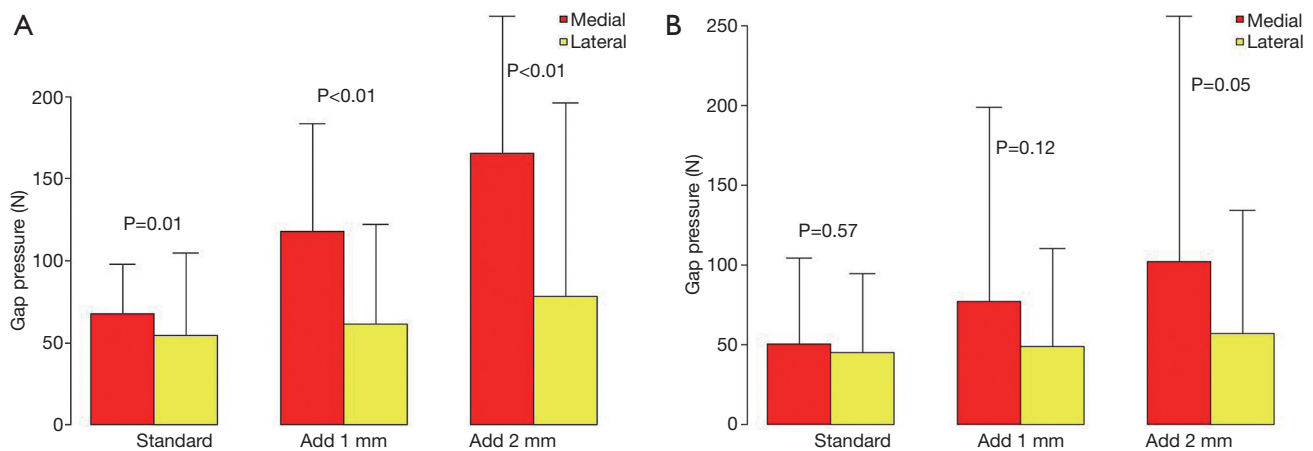 A
Medial
Lateral
Gap pressure (N)
200
150
100
50
0
P=0.01
P<0.01
P<0.01
Standard
Add 1 mm
Add 2 mm
B
Medial
Lateral
Gap pressure (N)
250
200
150
100
50
0
P=0.57
P=0.12
P=0.05
Standard
Add 1 mm
Add 2 mm